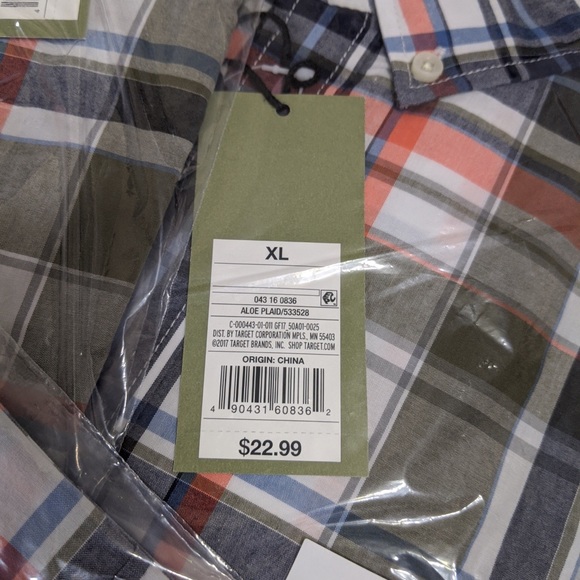 XL
043 16 0836
ALOE PLAID/533528
C-000443-01-011 GF17_50A01-0025
DIST. BY TARGET CORPORATION MPLS., MN 55403
©2017 TARGET BRANDS, INC. SHOP TARGET.COM
ORIGIN: CHINA
4 90431 60836 2
$22.99